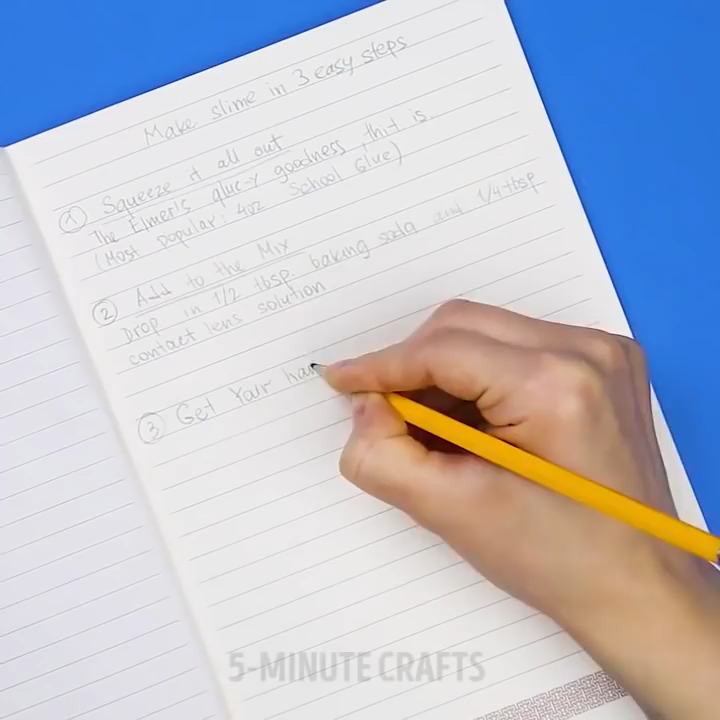 Make slime in 3 easy steps
① Squeeze it all out
The Elmer's glue-y goodness, tht is.
(Most popular: 4oz School Glue)
② Add to the Mix
Drop in 1/2 tbsp. baking soda and 1/4 tbsp
contact lens solution
③ Get Your han
5-MINUTE CRAFTS